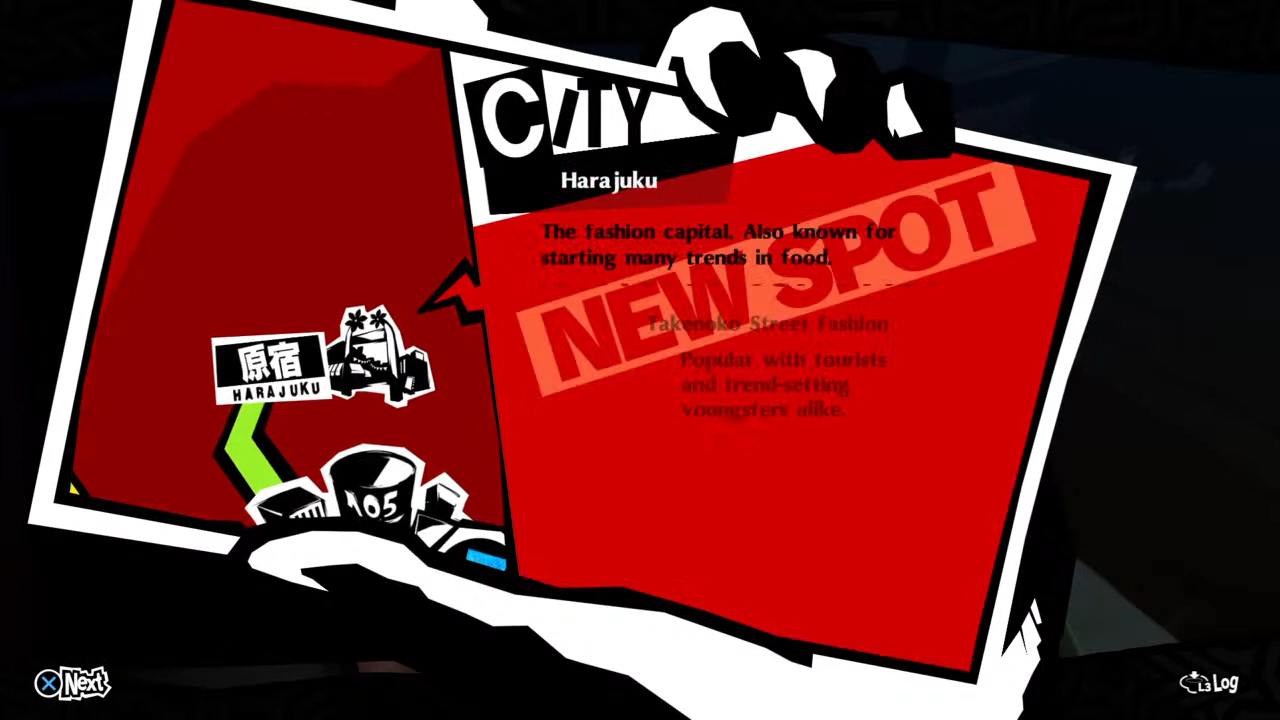 CITY
Harajuku
The fashion capital. Also known for
starting many trends in food.
NEW SPOT
Takenoko Street Fashion
Popular with tourists
and trend-setting
youngsters alike.
原宿
HARAJUKU
105
Next
L3 Log